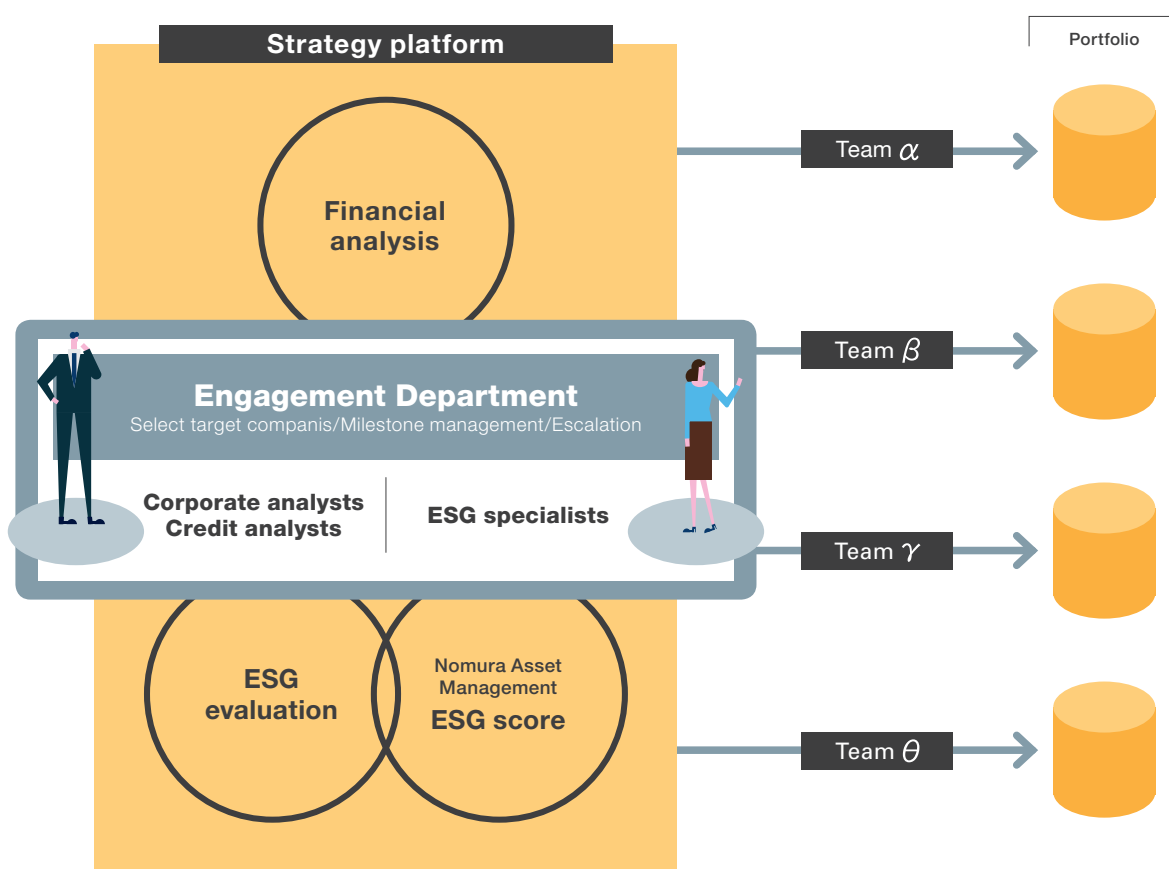 Strategy platform
Portfolio
Financial
analysis
Team α
Team β
Engagement Department
Select target companis/Milestone management/Escalation
Corporate analysts
Credit analysts
ESG specialists
Team γ
ESG
evaluation
Nomura Asset
Management
ESG score
Team θ